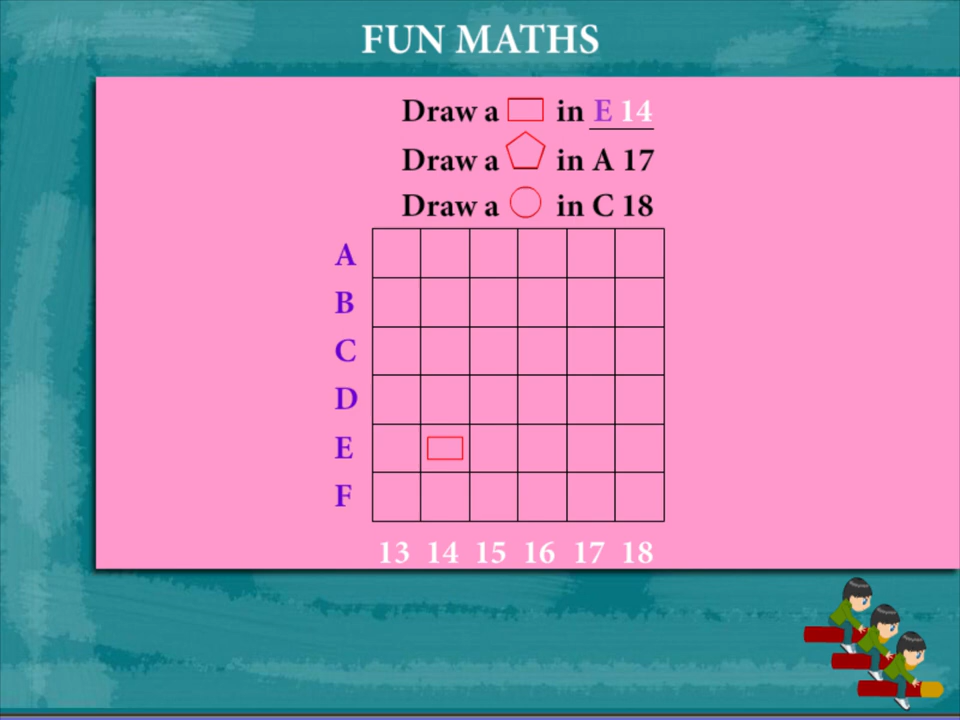 FUN MATHS
Draw a in E 14
Draw a in A 17
Draw a in C 18
A
B
C
D
E
F
13 14 15 16 17 18